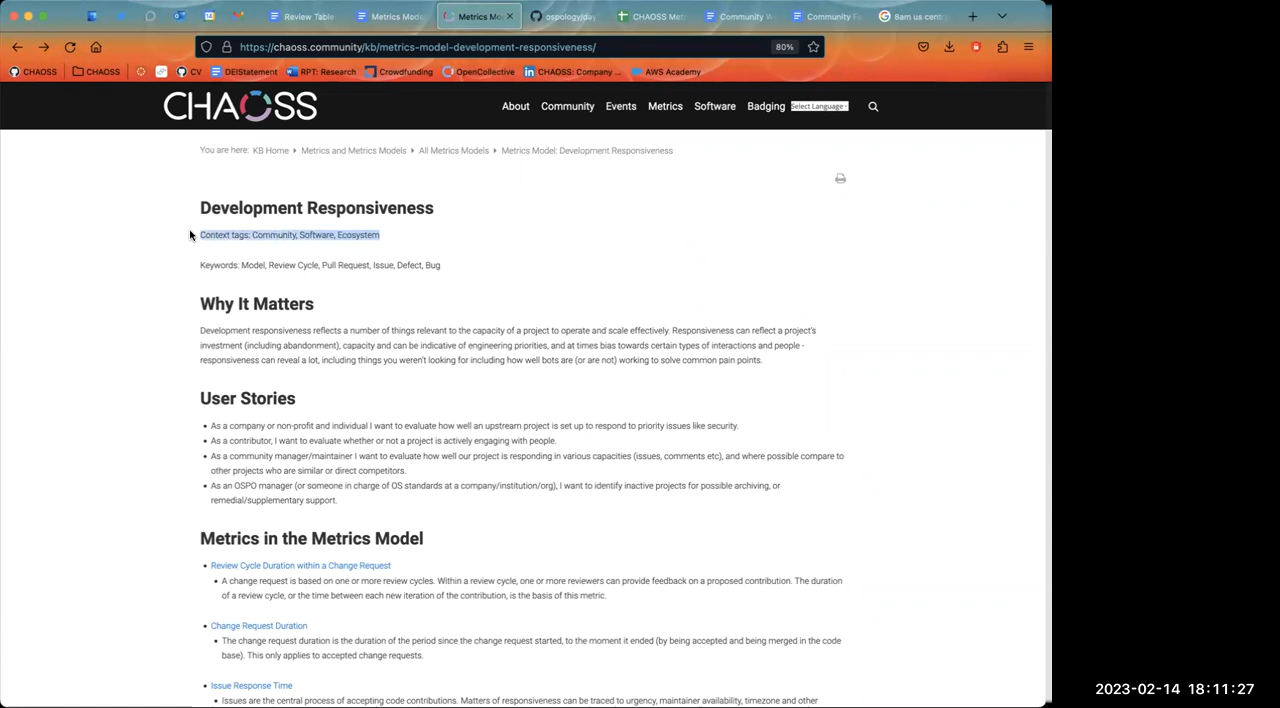 Review Table
Metrics Mode
Metrics Mo
ospology/day
CHAOSS Metr
Community W
Community Fa
8am us centr
https://chaoss.community/kb/metrics-model-development-responsiveness/
80%
CHAOSS
CHAOSS
CV
DEIStatement
RPT: Research
Crowdfunding
OpenCollective
CHAOSS: Company ...
AWS Academy
CHAOSS
About
Community
Events
Metrics
Software
Badging
Select Language
You are here: KB Home Metrics and Metrics Models All Metrics Models Metrics Model: Development Responsiveness
Development Responsiveness
Context tags: Community, Software, Ecosystem
Keywords: Model, Review Cycle, Pull Request, Issue, Defect, Bug
Why It Matters
Development responsiveness reflects a number of things relevant to the capacity of a project to operate and scale effectively. Responsiveness can reflect a project's
investment (including abandonment), capacity and can be indicative of engineering priorities, and at times bias towards certain types of interactions and people -
responsiveness can reveal a lot, including things you weren't looking for including how well bots are (or are not) working to solve common pain points.
User Stories
• As a company or non-profit and individual I want to evaluate how well an upstream project is set up to respond to priority issues like security.
• As a contributor, I want to evaluate whether or not a project is actively engaging with people.
• As a community manager/maintainer I want to evaluate how well our project is responding in various capacities (issues, comments etc), and where possible compare to
other projects who are similar or direct competitors.
• As an OSPO manager (or someone in charge of OS standards at a company/institution/org), I want to identify inactive projects for possible archiving, or
remedial/supplementary support.
Metrics in the Metrics Model
• Review Cycle Duration within a Change Request
• A change request is based on one or more review cycles. Within a review cycle, one or more reviewers can provide feedback on a proposed contribution. The duration
of a review cycle, or the time between each new iteration of the contribution, is the basis of this metric.
• Change Request Duration
• The change request duration is the duration of the period since the change request started, to the moment it ended (by being accepted and being merged in the code
base). This only applies to accepted change requests.
• Issue Response Time
• Issues are the central process of accepting code contributions. Matters of responsiveness can be traced to urgency, maintainer availability, timezone and other
2023-02-14 18:11:27